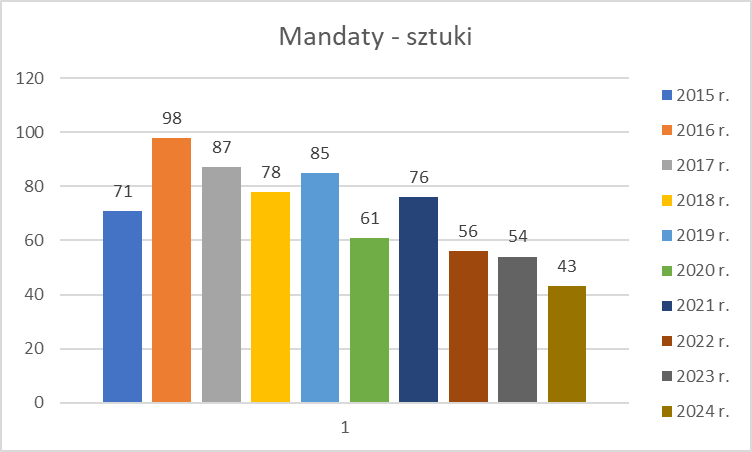 Mandaty - sztuki
120
100
80
60
40
20
0
71
98
87
78
85
61
76
56
54
43
1
2015 r.
2016 r.
2017 r.
2018 r.
2019 r.
2020 r.
2021 r.
2022 r.
2023 r.
2024 r.